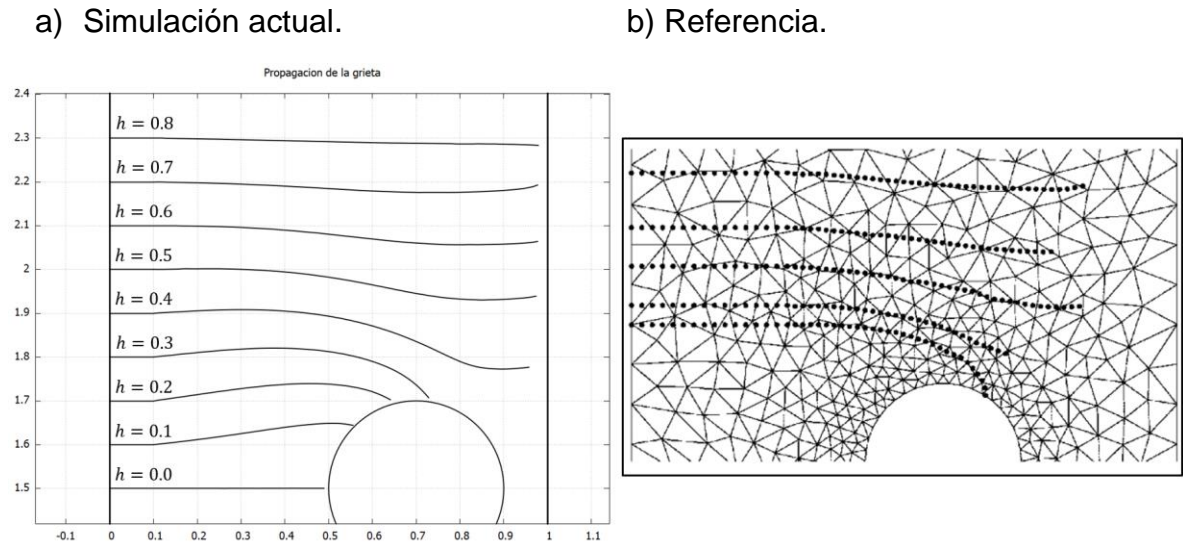 a) Simulación actual.
b) Referencia.
Propagacion de la grieta
2.4
2.3
2.2
2.1
2
1.9
1.8
1.7
1.6
1.5
h = 0.8
h = 0.7
h = 0.6
h = 0.5
h = 0.4
h = 0.3
h = 0.2
h = 0.1
h = 0.0
-0.1 0 0.1 0.2 0.3 0.4 0.5 0.6 0.7 0.8 0.9 1 1.1